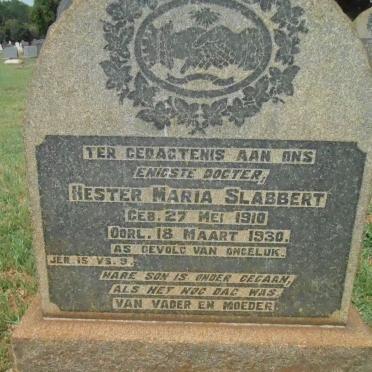 TER GEDAGTENIS AAN ONS
ENIGSTE DOGTER,
HESTER MARIA SLABBERT
GEB. 27 MEI 1910
OORL. 18 MAART 1930.
AS GEVOLG VAN ONGELUK.
JER. 15 VS. 9.
HARE SON IS ONDER GEGAAN,
ALS HET NOG DAG WAS,
VAN VADER EN MOEDER.